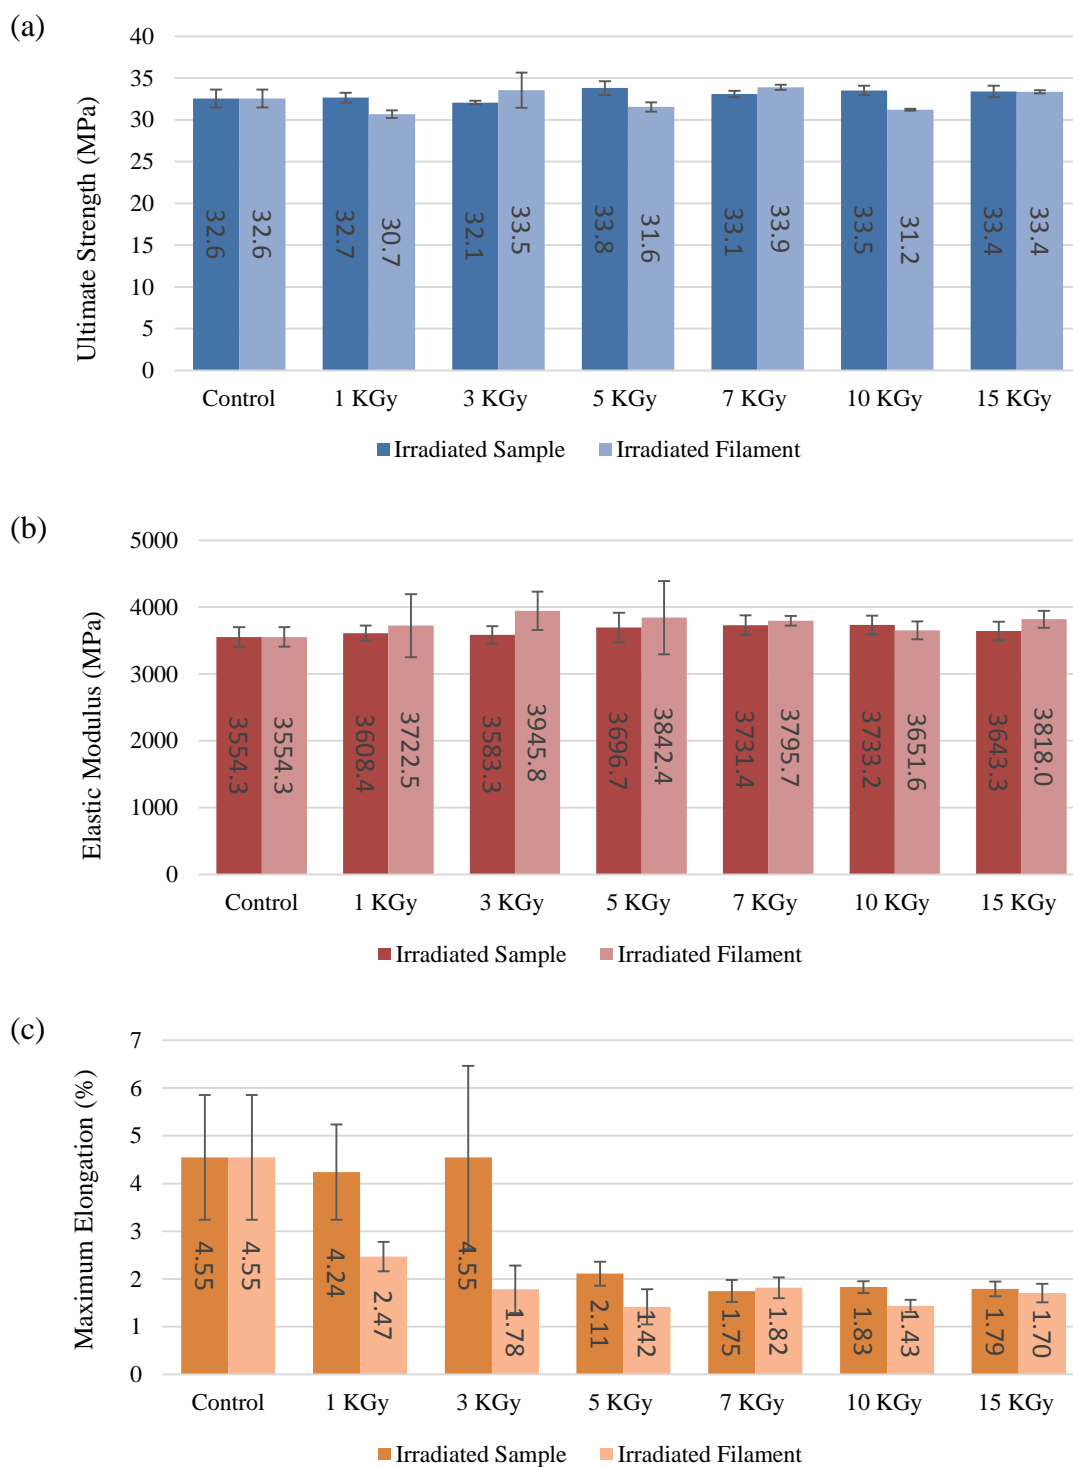 (a)
Ultimate Strength (MPa)
40
35
30
25
20
15
10
5
0
32.6
32.6
32.7
30.7
32.1
33.5
33.8
31.6
33.1
33.9
33.5
31.2
33.4
33.4
Control
1 KGy
3 KGy
5 KGy
7 KGy
10 KGy
15 KGy
Irradiated Sample
Irradiated Filament
(b)
Elastic Modulus (MPa)
5000
4000
3000
2000
1000
0
3554.3
3554.3
3608.4
3722.5
3583.3
3945.8
3696.7
3842.4
3731.4
3795.7
3733.2
3651.6
3643.3
3818.0
Control
1 KGy
3 KGy
5 KGy
7 KGy
10 KGy
15 KGy
Irradiated Sample
Irradiated Filament
(c)
Maximum Elongation (%)
7
6
5
4
3
2
1
0
4.55
4.55
4.24
2.47
4.55
1.78
2.11
1.42
1.75
1.82
1.83
1.43
1.79
1.70
Control
1 KGy
3 KGy
5 KGy
7 KGy
10 KGy
15 KGy
Irradiated Sample
Irradiated Filament